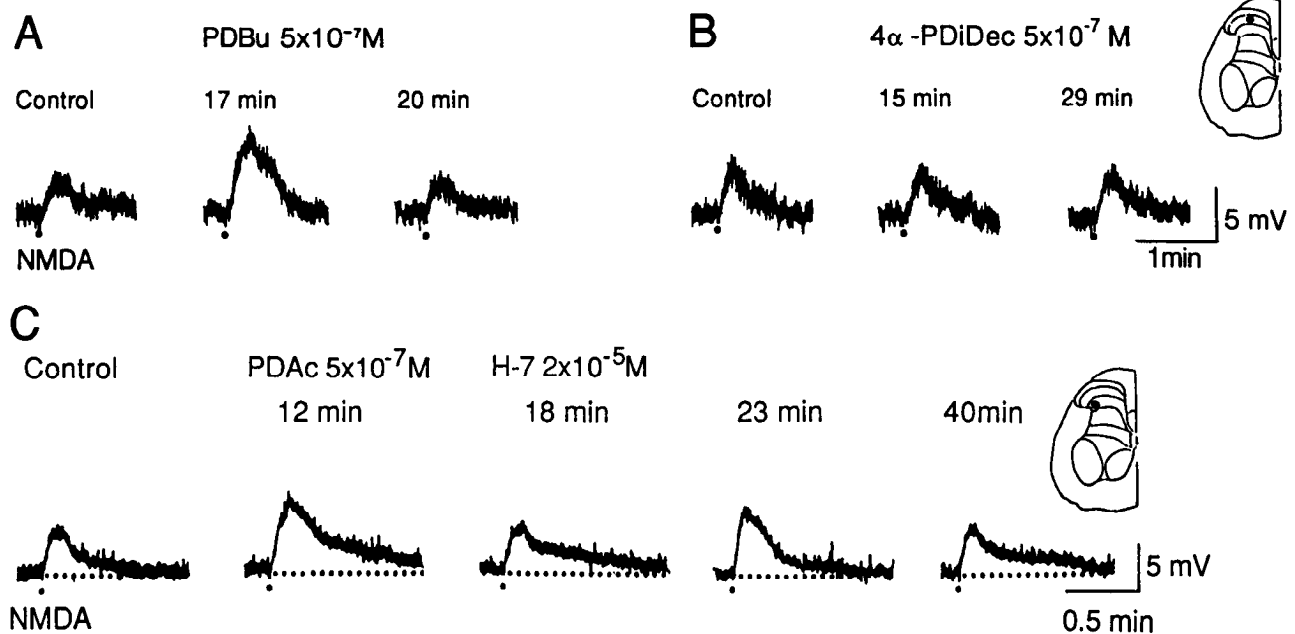 A
PDBu 5x10⁻⁷M
Control 17 min 20 min
NMDA
B
4α -PDiDec 5x10⁻⁷ M
Control 15 min 29 min
5 mV
1min
C
Control PDAc 5x10⁻⁷M H-7 2x10⁻⁵M
12 min 18 min 23 min 40min
NMDA
5 mV
0.5 min